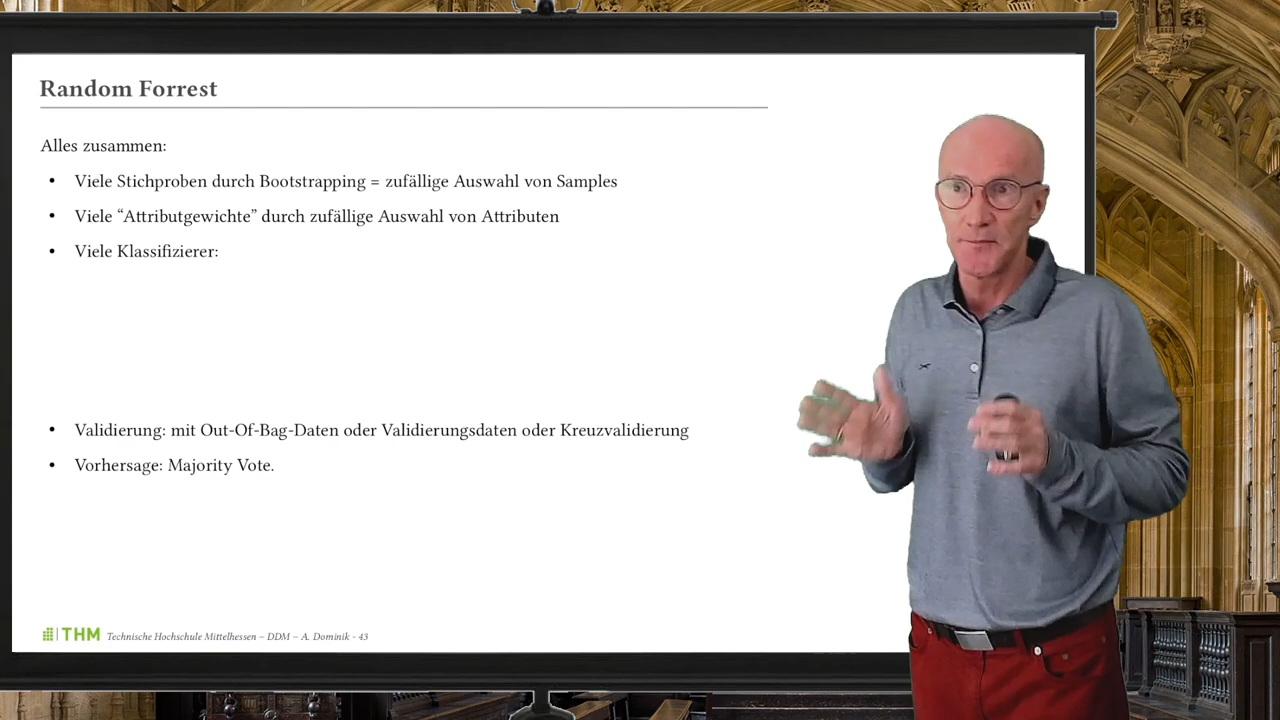 Random Forrest
Alles zusammen:
• Viele Stichproben durch Bootstrapping = zufällige Auswahl von Samples
• Viele “Attributgewichte” durch zufällige Auswahl von Attributen
• Viele Klassifizierer:
• Validierung: mit Out-Of-Bag-Daten oder Validierungsdaten oder Kreuzvalidierung
• Vorhersage: Majority Vote.
THM Technische Hochschule Mittelhessen – DDM – A. Dominik - 43